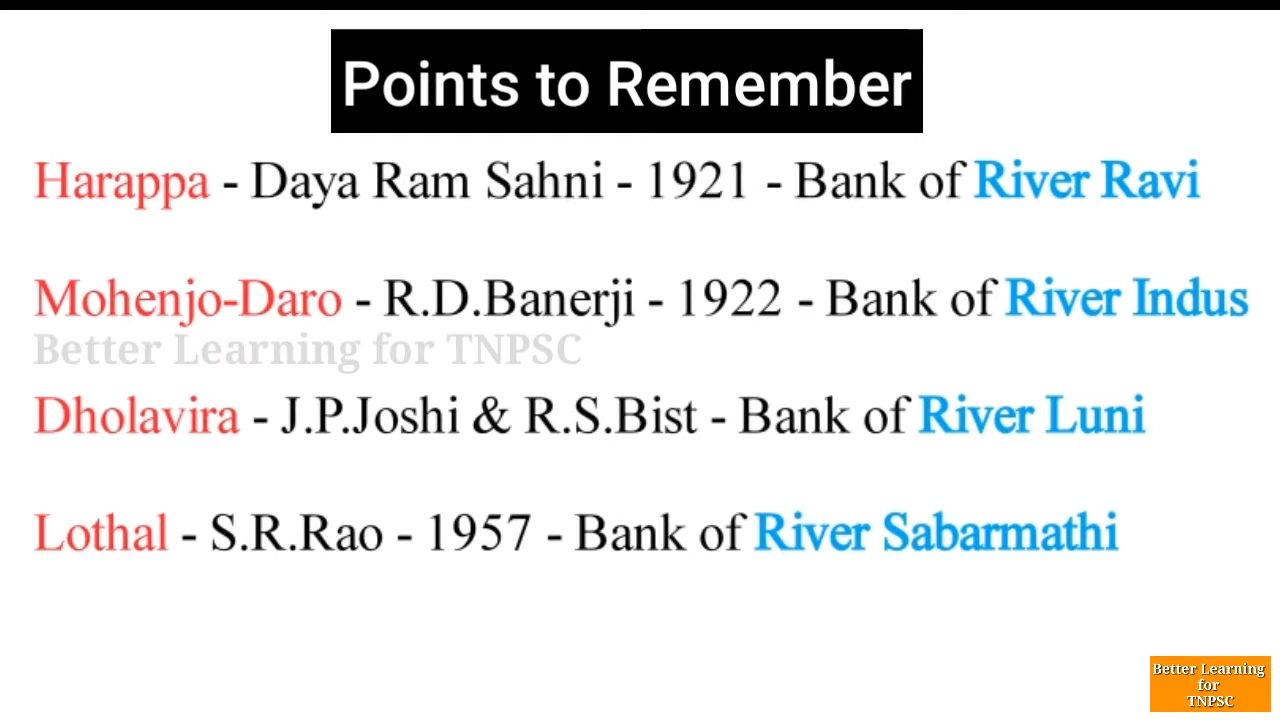 Points to Remember
Harappa - Daya Ram Sahni - 1921 - Bank of River Ravi
Mohenjo-Daro - R.D.Banerji - 1922 - Bank of River Indus
Better Learning for TNPSC
Dholavira - J.P.Joshi & R.S.Bist - Bank of River Luni
Lothal - S.R.Rao - 1957 - Bank of River Sabarmathi
Better Learning
for
TNPSC